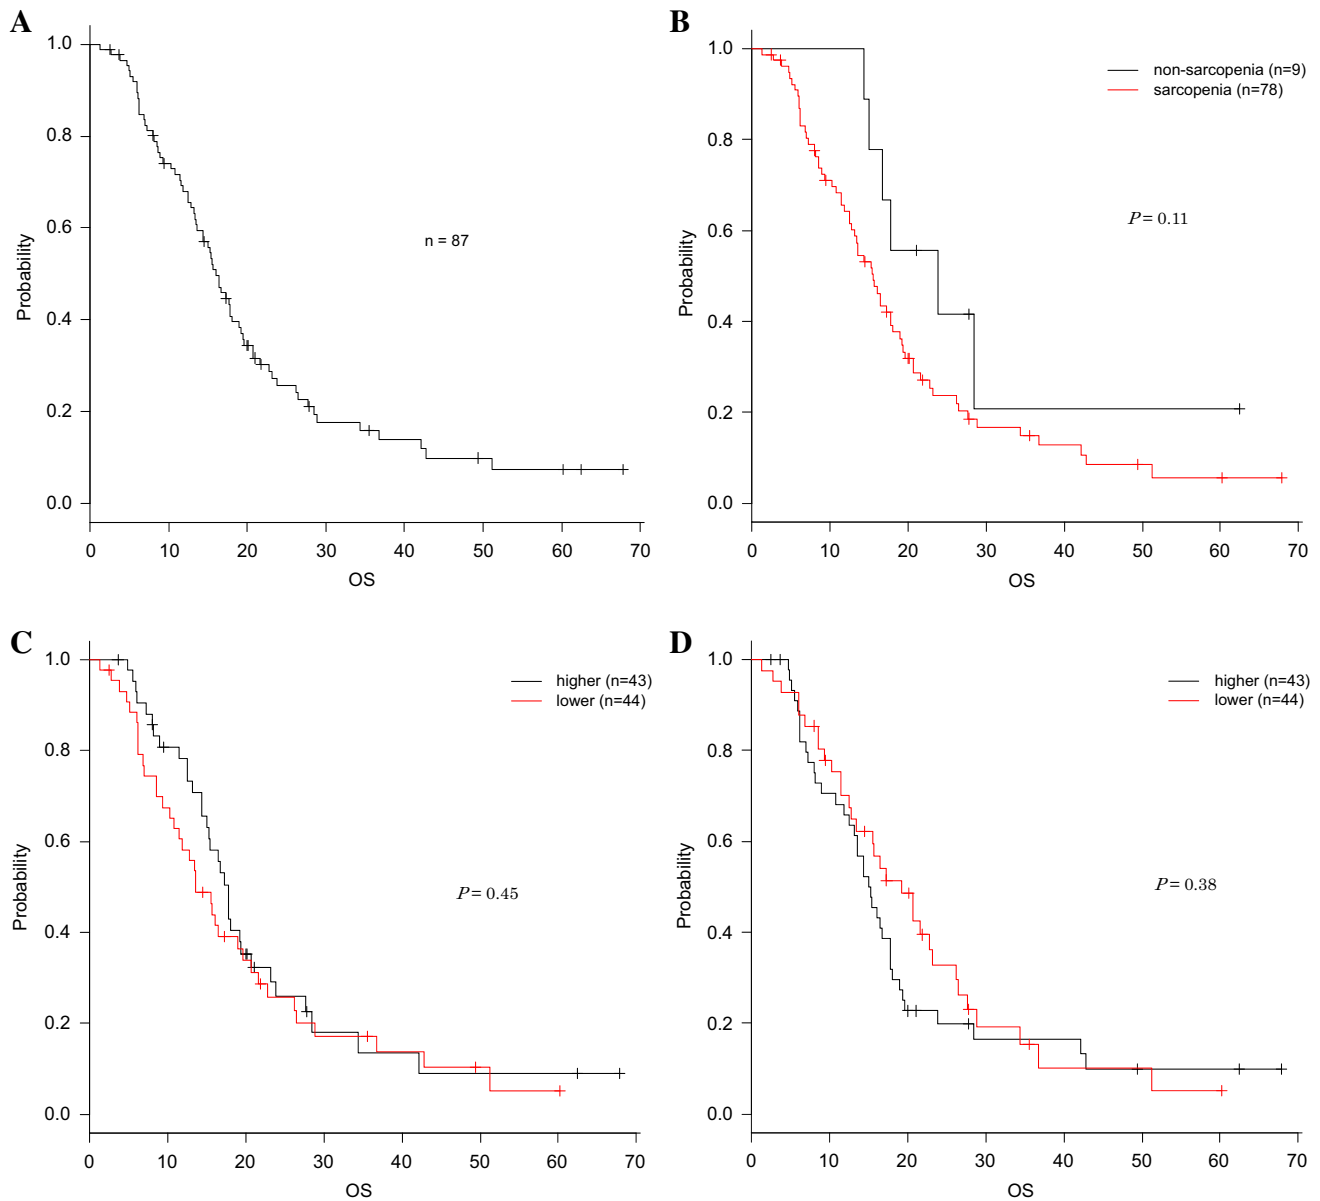 A
1.0
0.8
0.6
0.4
0.2
0.0
Probability
n = 87
0 10 20 30 40 50 60 70
OS
B
1.0
0.8
0.6
0.4
0.2
0.0
Probability
non-sarcopenia (n=9)
sarcopenia (n=78)
P = 0.11
0 10 20 30 40 50 60 70
OS
C
1.0
0.8
0.6
0.4
0.2
0.0
Probability
higher (n=43)
lower (n=44)
P = 0.45
0 10 20 30 40 50 60 70
OS
D
1.0
0.8
0.6
0.4
0.2
0.0
Probability
higher (n=43)
lower (n=44)
P = 0.38
0 10 20 30 40 50 60 70
OS